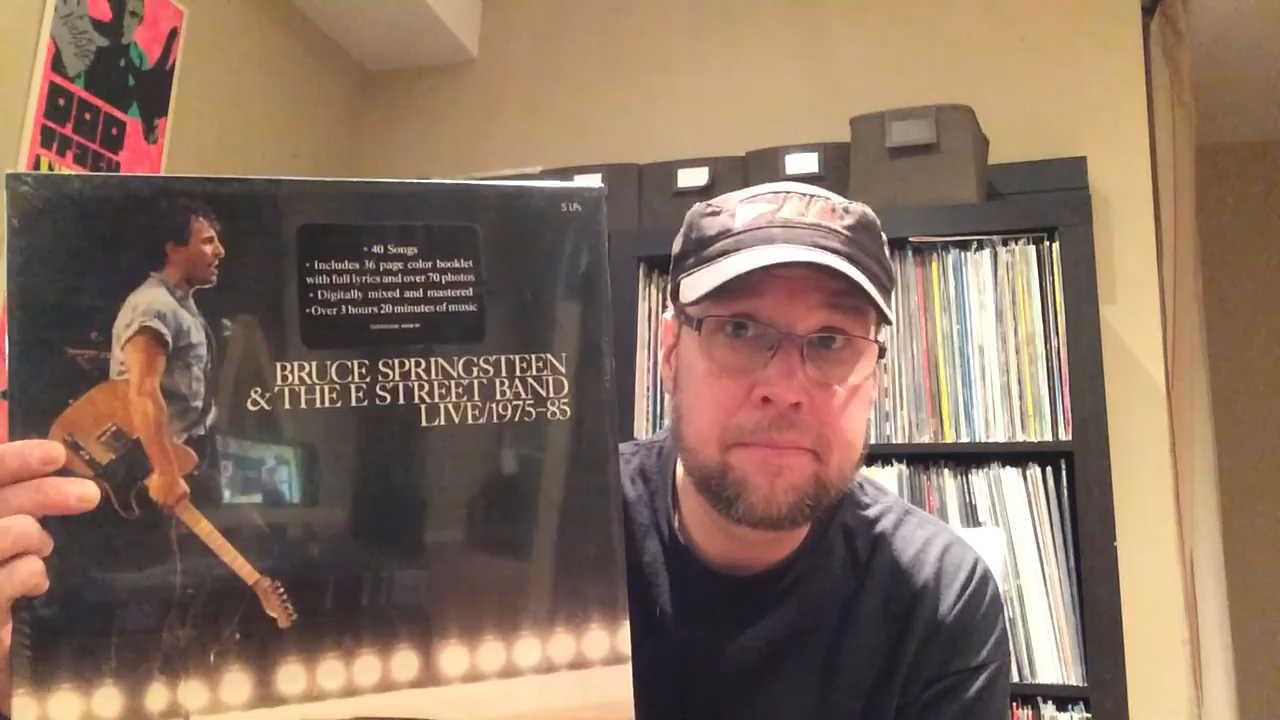 5 LPs
• 40 Songs
• Includes 36 page color booklet
with full lyrics and over 70 photos
• Digitally mixed and mastered
• Over 3 hours 20 minutes of music
BRUCE SPRINGSTEEN
& THE E STREET BAND
LIVE/1975–85